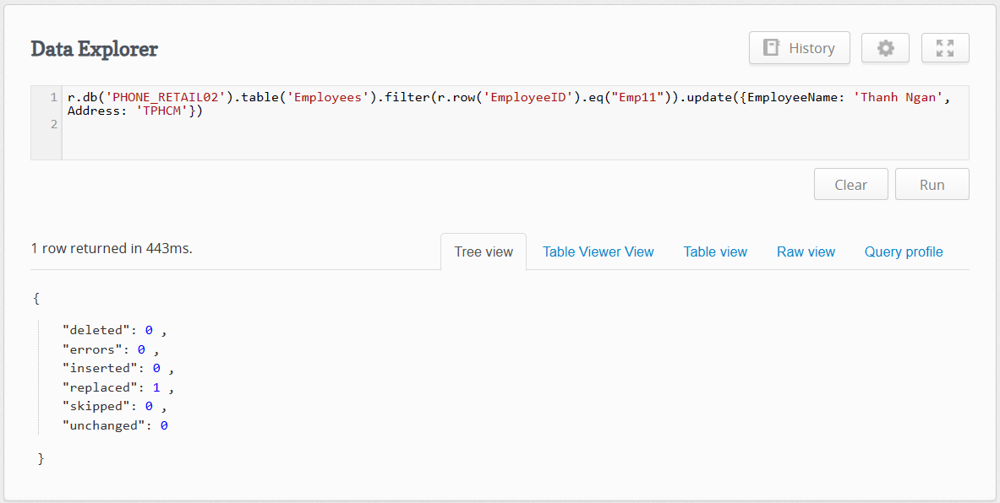 Data Explorer
History
1 r.db('PHONE_RETAIL02').table('Employees').filter(r.row('EmployeeID').eq("Emp11")).update({EmployeeName: 'Thanh Ngan',
Address: 'TPHCM'})
2
Clear
Run
1 row returned in 443ms.
Tree view
Table Viewer View
Table view
Raw view
Query profile
{
"deleted": 0 ,
"errors": 0 ,
"inserted": 0 ,
"replaced": 1 ,
"skipped": 0 ,
"unchanged": 0
}